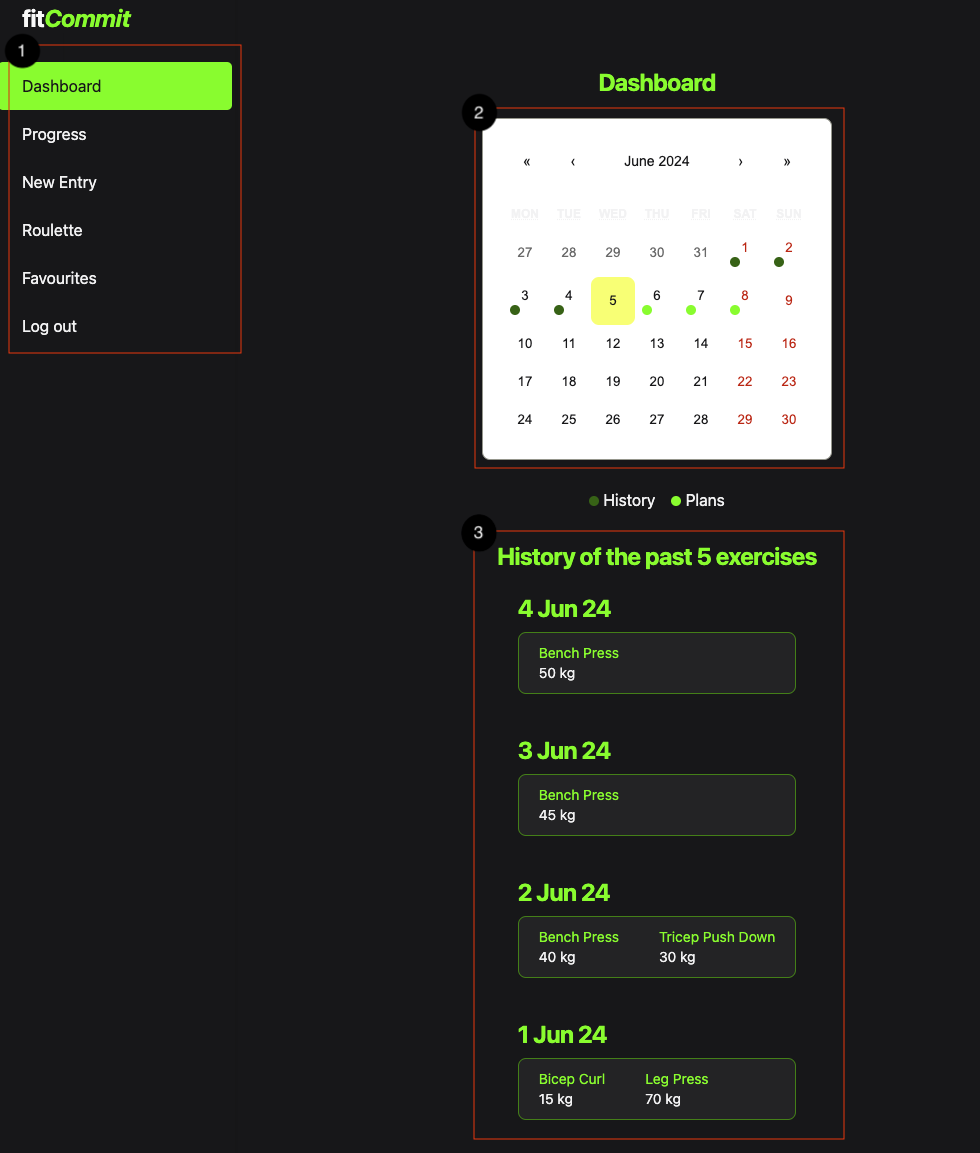 fitCommit
1
Dashboard
Progress
New Entry
Roulette
Favourites
Log out
Dashboard
2
« ‹ June 2024 › »
MON TUE WED THU FRI SAT SUN
27 28 29 30 31 1 2
3 4 5 6 7 8 9
10 11 12 13 14 15 16
17 18 19 20 21 22 23
24 25 26 27 28 29 30
History Plans
3
History of the past 5 exercises
4 Jun 24
Bench Press
50 kg
3 Jun 24
Bench Press
45 kg
2 Jun 24
Bench Press Tricep Push Down
40 kg 30 kg
1 Jun 24
Bicep Curl Leg Press
15 kg 70 kg